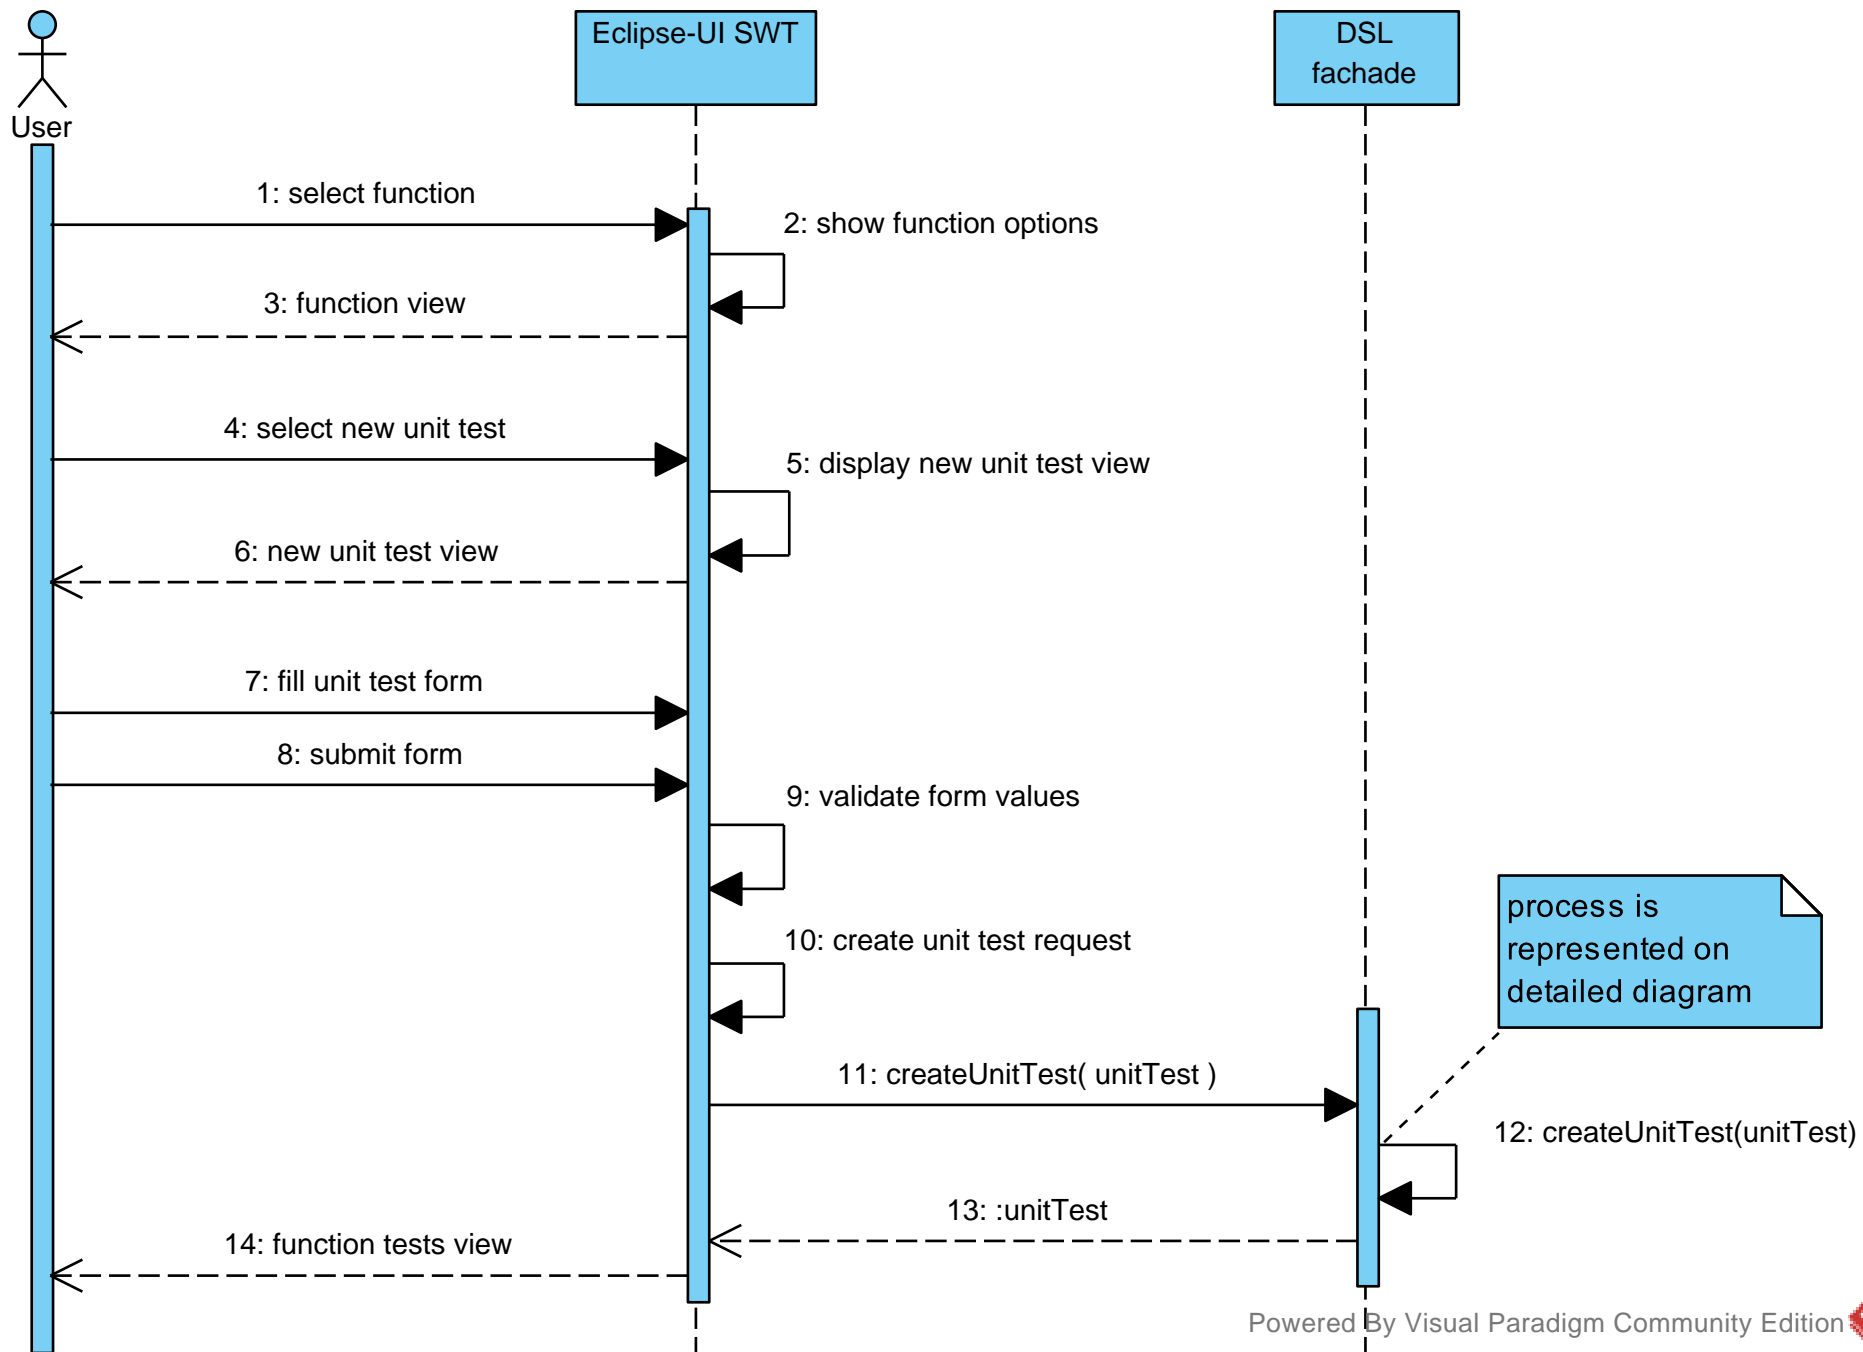 Eclipse-UI SWT
DSL
fachade
User
1: select function
2: show function options
3: function view
4: select new unit test
5: display new unit test view
6: new unit test view
7: fill unit test form
8: submit form
9: validate form values
process is
represented on
detailed diagram
10: create unit test request
11: createUnitTest( unitTest )
12: createUnitTest(unitTest)
13: :unitTest
14: function tests view
Powered By Visual Paradigm Community Edition